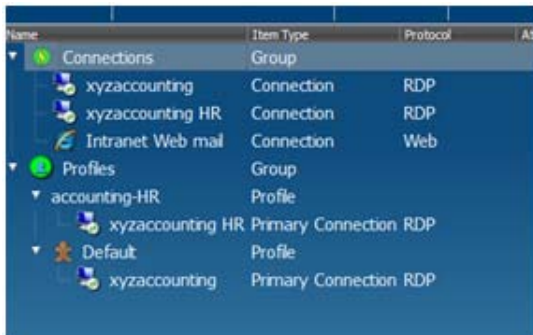 Name Item Type Protocol
Connections Group
xyzaccounting Connection RDP
xyzaccounting HR Connection RDP
Intranet Web mail Connection Web
Profiles Group
accounting-HR Profile
xyzaccounting HR Primary Connection RDP
Default Profile
xyzaccounting Primary Connection RDP